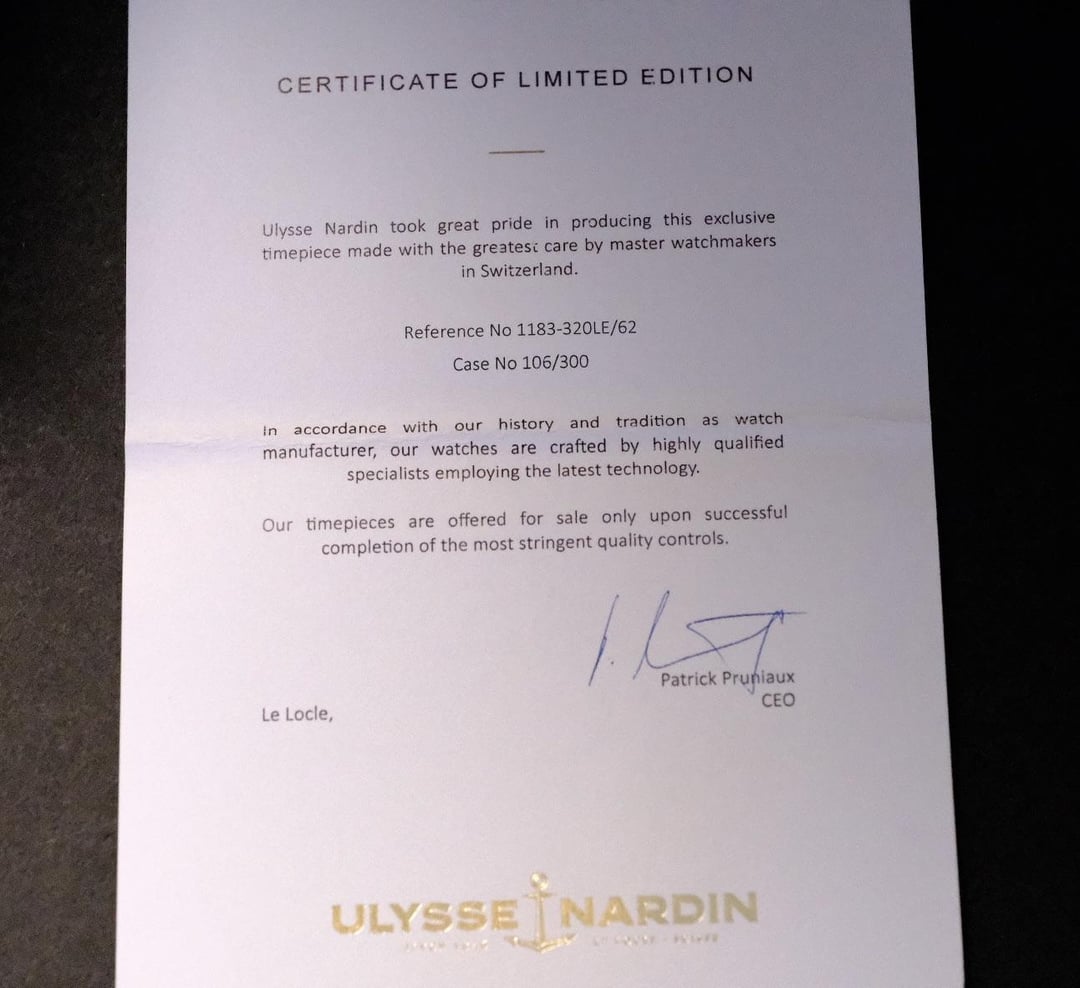 CERTIFICATE OF LIMITED EDITION
Ulysse Nardin took great pride in producing this exclusive
timepiece made with the greatest care by master watchmakers
in Switzerland.
Reference No 1183-320LE/62
Case No 106/300
In accordance with our history and tradition as watch
manufacturer, our watches are crafted by highly qualified
specialists employing the latest technology.
Our timepieces are offered for sale only upon successful
completion of the most stringent quality controls.
Patrick Pruniaux
CEO
Le Locle,
ULYSSE NARDIN